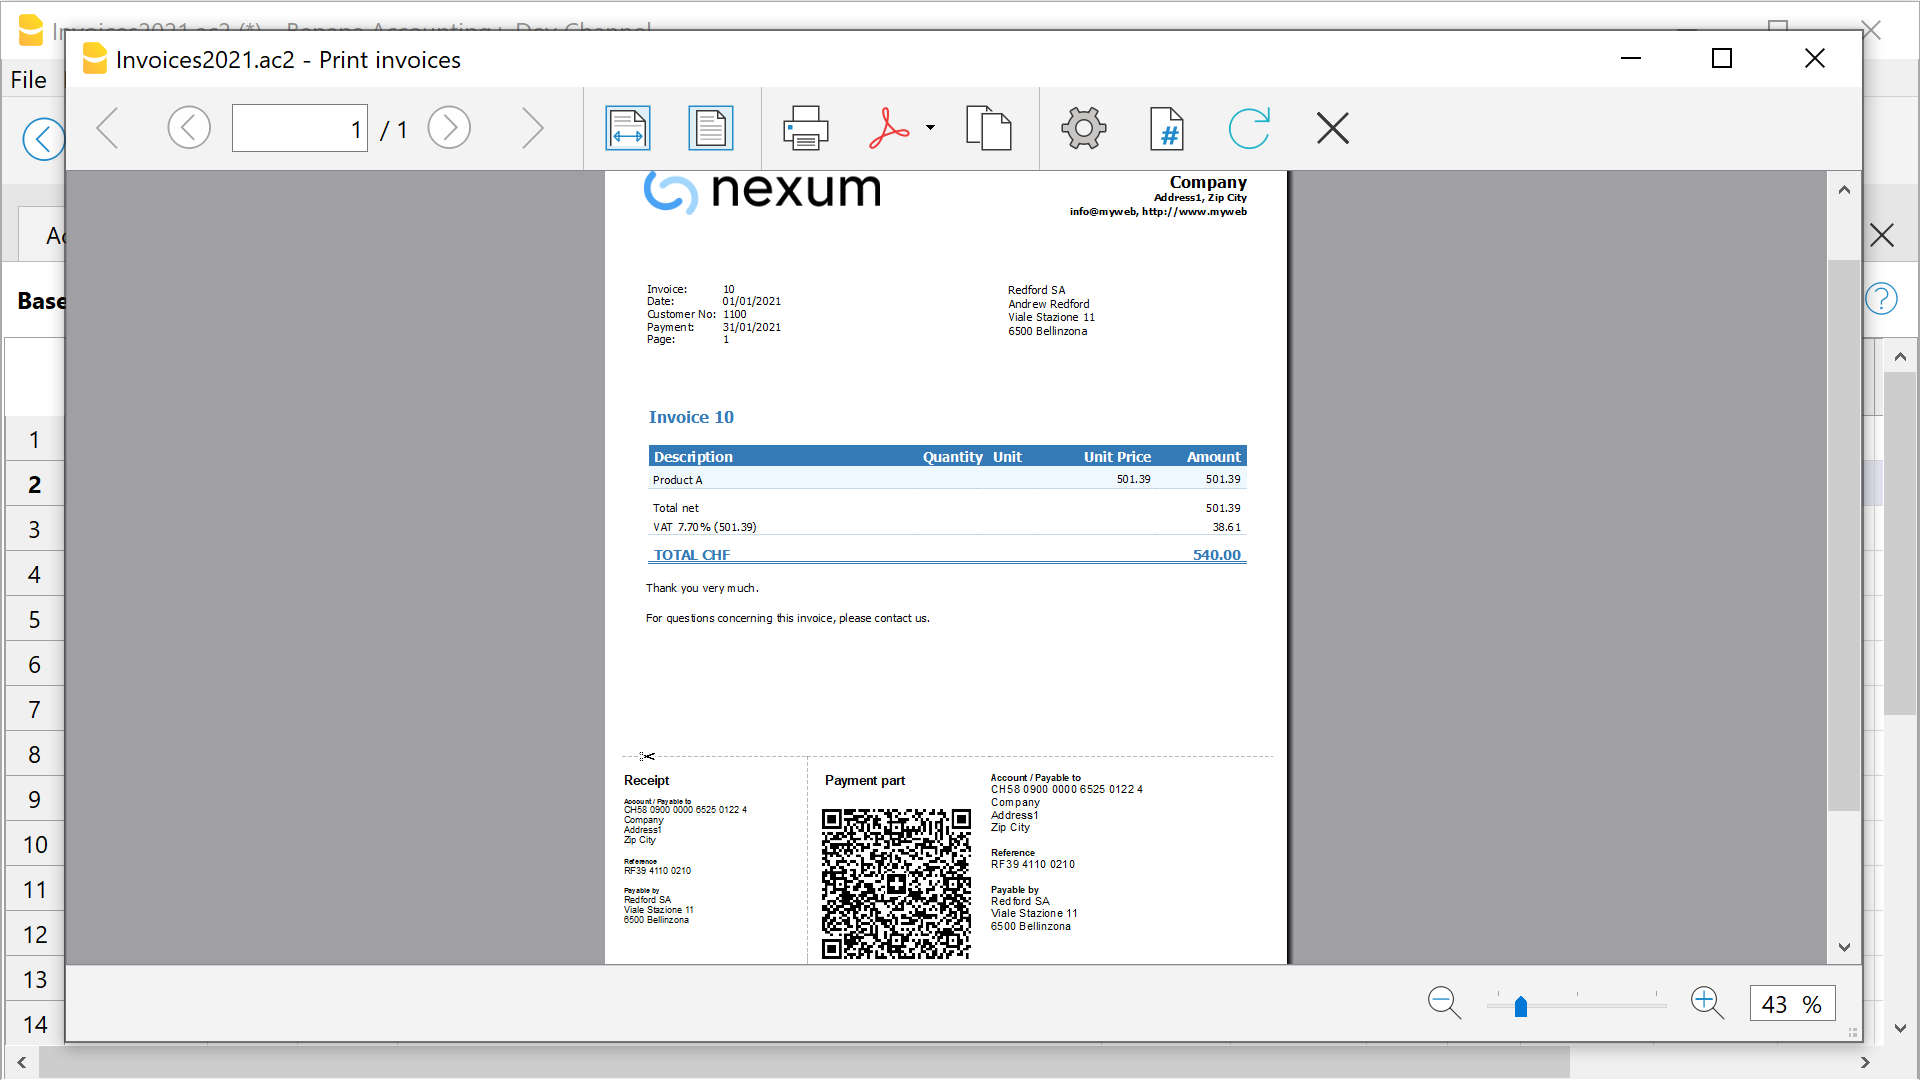 Invoices2021.ac2 (*) - Banana Accounting+ Dev Channel
Invoices2021.ac2 - Print invoices
File
1 / 1
#
nexum
Company
Address1, Zip City
info@myweb, http://www.myweb
Base
?
Invoice: 10
Date: 01/01/2021
Customer No: 1100
Payment: 31/01/2021
Page: 1
Redford SA
Andrew Redford
Viale Stazione 11
6500 Bellinzona
Invoice 10
Description Quantity Unit Unit Price Amount
Product A 501.39 501.39
Total net 501.39
VAT 7.70% (501.39) 38.61
TOTAL CHF 540.00
Thank you very much.
For questions concerning this invoice, please contact us.
Receipt
Account / Payable to
CH58 0900 0000 6525 0122 4
Company
Address1
Zip City
Reference
RF39 4110 0210
Payable by
Redford SA
Viale Stazione 11
6500 Bellinzona
Payment part
Account / Payable to
CH58 0900 0000 6525 0122 4
Company
Address1
Zip City
Reference
RF39 4110 0210
Payable by
Redford SA
Viale Stazione 11
6500 Bellinzona
1
2
3
4
5
6
7
8
9
10
11
12
13
14
43 %